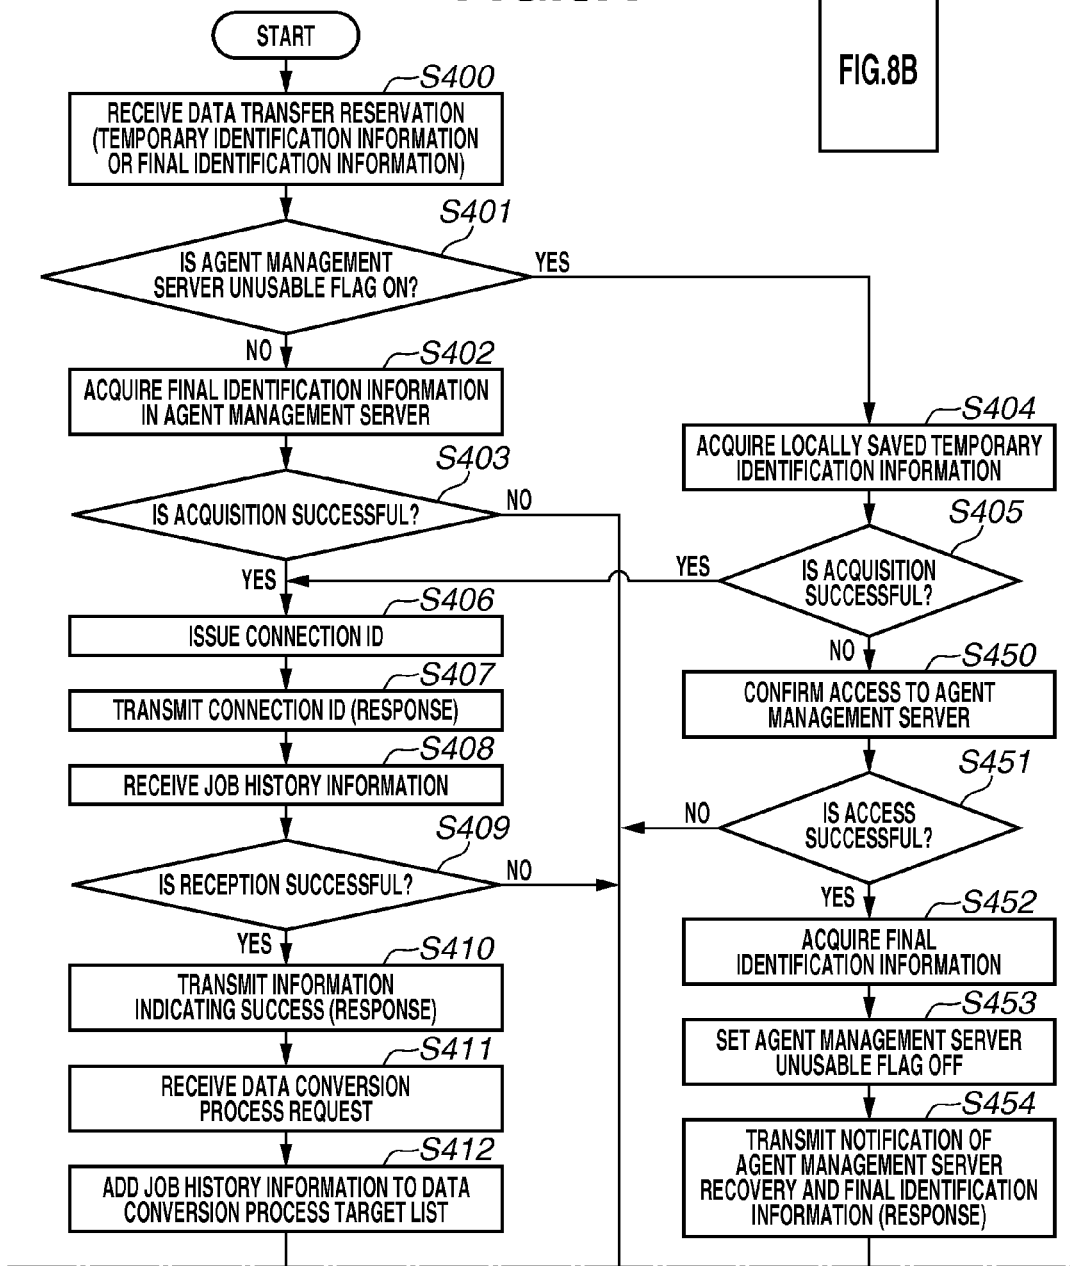 FIG.8B
START
S400
RECEIVE DATA TRANSFER RESERVATION
(TEMPORARY IDENTIFICATION INFORMATION
OR FINAL IDENTIFICATION INFORMATION)
S401
IS AGENT MANAGEMENT
SERVER UNUSABLE FLAG ON?
YES
NO
S402
ACQUIRE FINAL IDENTIFICATION INFORMATION
IN AGENT MANAGEMENT SERVER
S403
IS ACQUISITION SUCCESSFUL?
NO
YES
S404
ACQUIRE LOCALLY SAVED TEMPORARY
IDENTIFICATION INFORMATION
S405
IS ACQUISITION
SUCCESSFUL?
YES
NO
S406
ISSUE CONNECTION ID
S407
TRANSMIT CONNECTION ID (RESPONSE)
S408
RECEIVE JOB HISTORY INFORMATION
S409
IS RECEPTION SUCCESSFUL?
NO
YES
S410
TRANSMIT INFORMATION
INDICATING SUCCESS (RESPONSE)
S411
RECEIVE DATA CONVERSION
PROCESS REQUEST
S412
ADD JOB HISTORY INFORMATION TO DATA
CONVERSION PROCESS TARGET LIST
S450
CONFIRM ACCESS TO AGENT
MANAGEMENT SERVER
S451
IS ACCESS
SUCCESSFUL?
NO
YES
S452
ACQUIRE FINAL
IDENTIFICATION INFORMATION
S453
SET AGENT MANAGEMENT SERVER
UNUSABLE FLAG OFF
S454
TRANSMIT NOTIFICATION OF
AGENT MANAGEMENT SERVER
RECOVERY AND FINAL IDENTIFICATION
INFORMATION (RESPONSE)